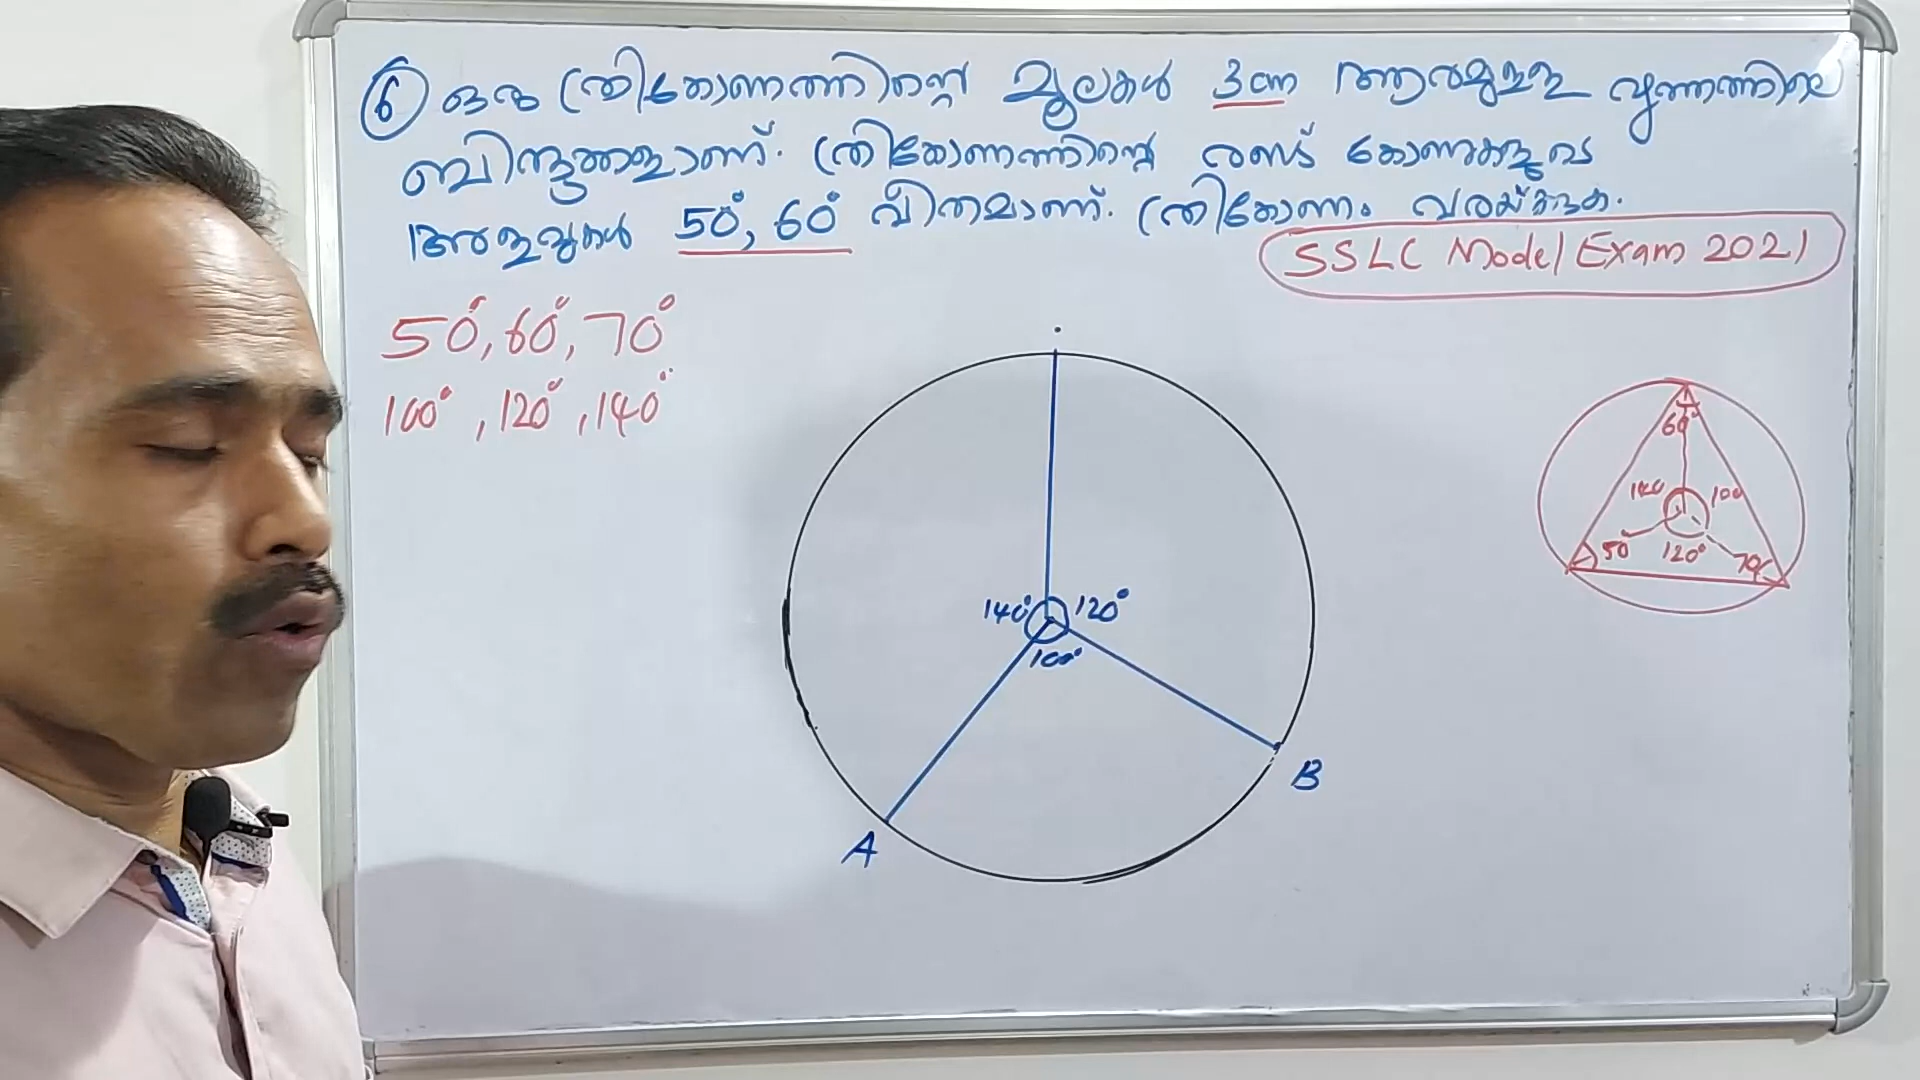 ⑥ ഒരു ത്രികോണത്തിന്റെ മൂലകൾ 3cm ആരമുള്ള വൃത്തത്തിലെ
ബിന്ദുക്കളാണ്. ത്രികോണത്തിന്റെ രണ്ട് കോണുകളുടെ
അളവുകൾ 50°, 60° വീതമാണ്. ത്രികോണം വരയ്ക്കുക.
SSLC Model Exam 2021
50°, 60°, 70°
100°, 120°, 140°
60°
140 100
50 120° 70
140° 120°
100°
B
A